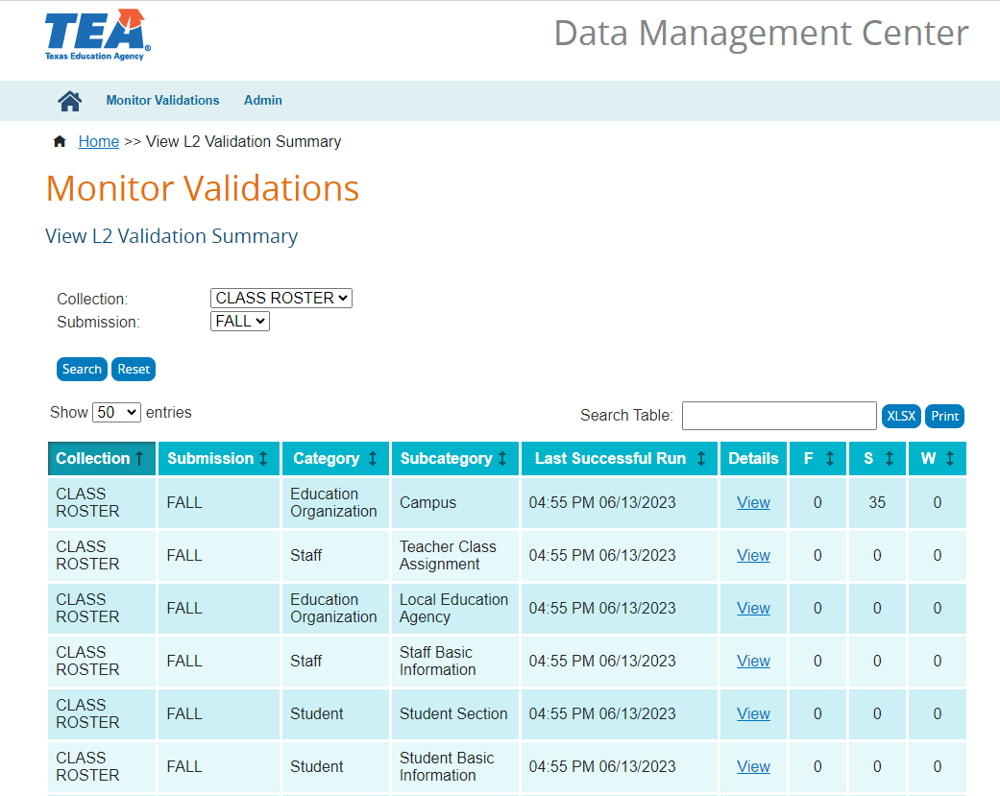 TEA
Texas Education Agency
Data Management Center
Monitor Validations Admin
Home >> View L2 Validation Summary
Monitor Validations
View L2 Validation Summary
Collection: CLASS ROSTER
Submission: FALL
Search Reset
Show 50 entries Search Table: XLSX Print
Collection Submission Category Subcategory Last Successful Run Details F S W
CLASS ROSTER FALL Education Organization Campus 04:55 PM 06/13/2023 View 0 35 0
CLASS ROSTER FALL Staff Teacher Class Assignment 04:55 PM 06/13/2023 View 0 0 0
CLASS ROSTER FALL Education Organization Local Education Agency 04:55 PM 06/13/2023 View 0 0 0
CLASS ROSTER FALL Staff Staff Basic Information 04:55 PM 06/13/2023 View 0 0 0
CLASS ROSTER FALL Student Student Section 04:55 PM 06/13/2023 View 0 0 0
CLASS ROSTER FALL Student Student Basic Information 04:55 PM 06/13/2023 View 0 0 0